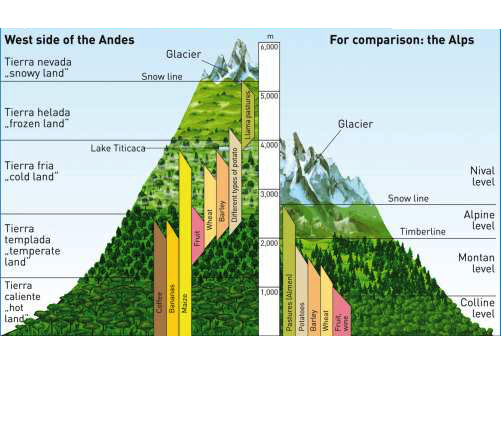 West side of the Andes
Tierra nevada
„snowy land"
Tierra helada
„frozen land"
Tierra fria
„cold land"
Tierra
templada
„temperate
land"
Tierra
caliente
„hot
land"
Glacier
Snow line
Lake Titicaca
Coffee
Bananas
Maize
Fruit
Wheat
Barley
Different types of potato
Llama pastures
m
6,000
5,000
4,000
3,000
2,000
1,000
For comparison: the Alps
Glacier
Snow line
Timberline
Nival
level
Alpine
level
Montan
level
Colline
level
Pastures (Almen)
Potatoes
Barley
Wheat
Fruit,
wine